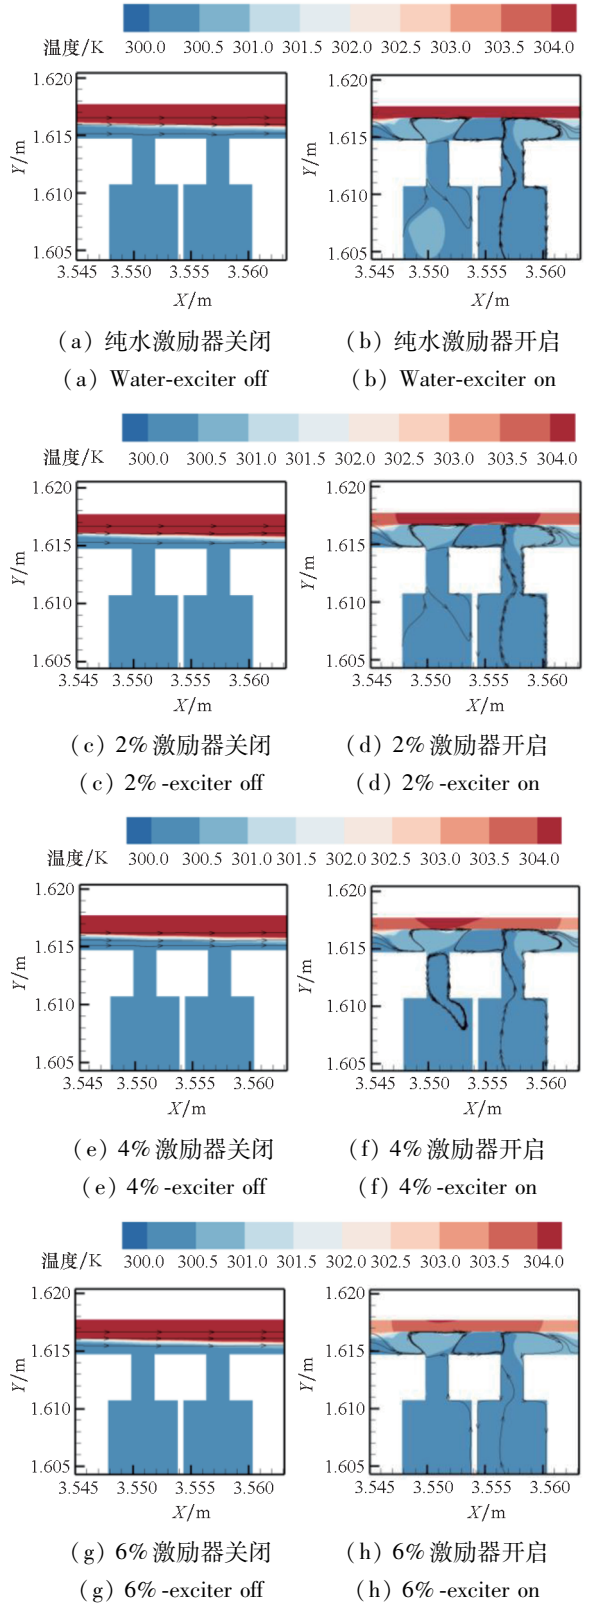 温度/K 300.0 300.5 301.0 301.5 302.0 302.5 303.0 303.5 304.0
1.620
1.615
1.610
1.605
Y/m
3.545 3.550 3.555 3.560
X/m
1.620
1.615
1.610
1.605
Y/m
3.545 3.550 3.555 3.560
X/m
(a) 纯水激励器关闭
(a) Water-exciter off
(b) 纯水激励器开启
(b) Water-exciter on
温度/K 300.0 300.5 301.0 301.5 302.0 302.5 303.0 303.5 304.0
1.620
1.615
1.610
1.605
Y/m
3.545 3.550 3.555 3.560
X/m
1.620
1.615
1.610
1.605
Y/m
3.545 3.550 3.555 3.560
X/m
(c) 2%激励器关闭
(c) 2%-exciter off
(d) 2%激励器开启
(d) 2%-exciter on
温度/K 300.0 300.5 301.0 301.5 302.0 302.5 303.0 303.5 304.0
1.620
1.615
1.610
1.605
Y/m
3.545 3.550 3.555 3.560
X/m
1.620
1.615
1.610
1.605
Y/m
3.545 3.550 3.555 3.560
X/m
(e) 4%激励器关闭
(e) 4%-exciter off
(f) 4%激励器开启
(f) 4%-exciter on
温度/K 300.0 300.5 301.0 301.5 302.0 302.5 303.0 303.5 304.0
1.620
1.615
1.610
1.605
Y/m
3.545 3.550 3.555 3.560
X/m
1.620
1.615
1.610
1.605
Y/m
3.545 3.550 3.555 3.560
X/m
(g) 6%激励器关闭
(g) 6%-exciter off
(h) 6%激励器开启
(h) 6%-exciter on